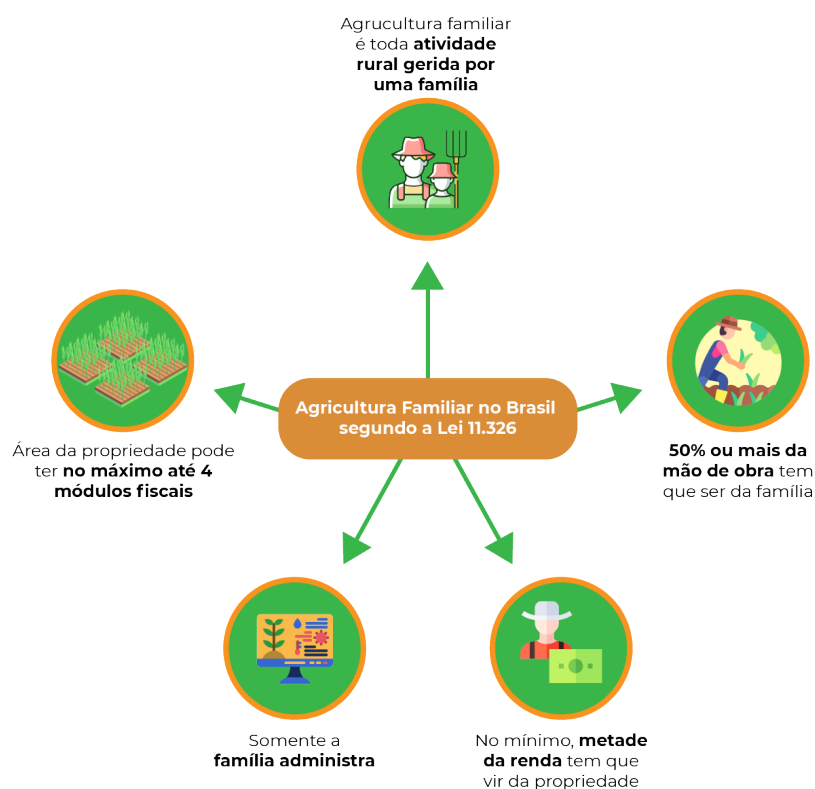 Agrucultura familiar
é toda atividade
rural gerida por
uma família
Agricultura Familiar no Brasil
segundo a Lei 11.326
Área da propriedade pode
ter no máximo até 4
módulos fiscais
50% ou mais da
mão de obra tem
que ser da família
Somente a
família administra
No mínimo, metade
da renda tem que
vir da propriedade